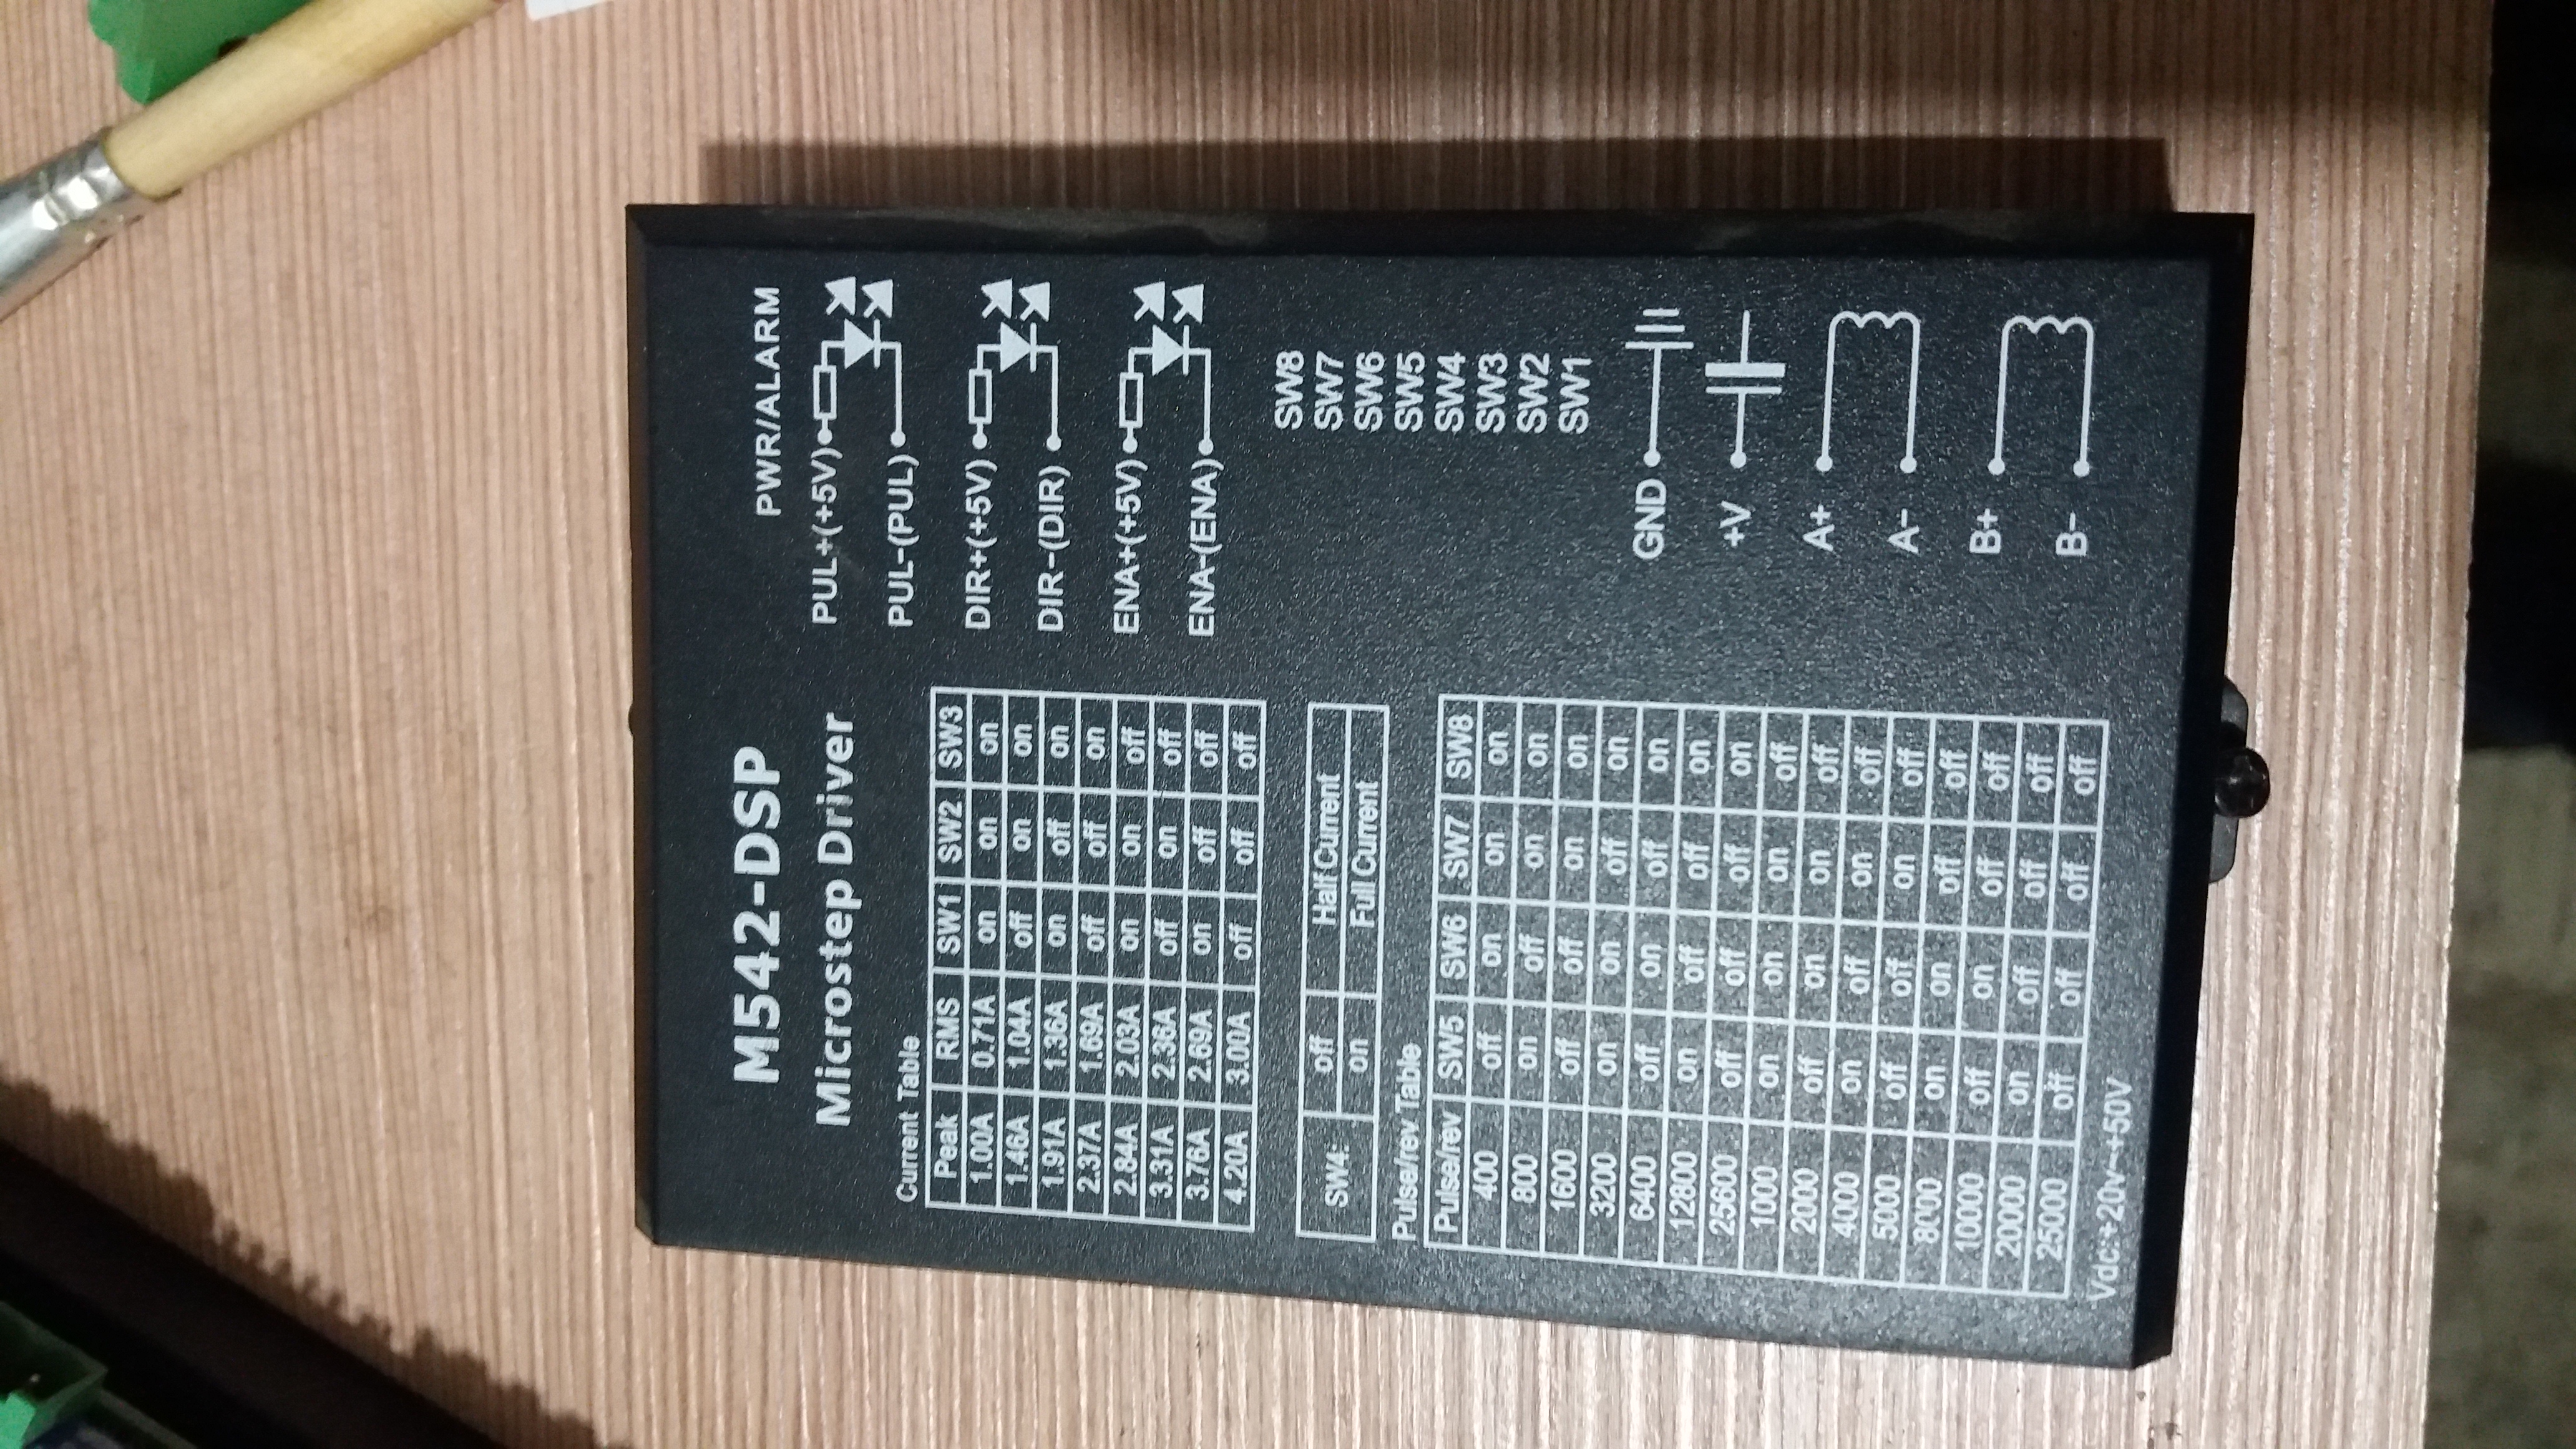 M542-DSP
Microstep Driver
Current Table
Peak RMS SW1 SW2 SW3
1.00A 0.71A on on on
1.46A 1.04A off on on
1.91A 1.36A on off on
2.37A 1.69A off off on
2.84A 2.03A on on off
3.31A 2.36A off on off
3.76A 2.69A on off off
4.20A 3.00A off off off
SW4: off Half Current
on Full Current
Pulse/rev Table
Pulse/rev SW5 SW6 SW7 SW8
400 off on on on
800 on off on on
1600 off off on on
3200 on on off on
6400 off on off on
12800 on off off on
25600 off off off on
1000 on on on off
2000 off on on off
4000 on off on off
5000 off off on off
8000 on on off off
10000 off on off off
20000 on off off off
25000 off off off off
Vdc:+20v~+50V
PWR/ALARM
PUL+(+5V)
PUL-(PUL)
DIR+(+5V)
DIR-(DIR)
ENA+(+5V)
ENA-(ENA)
SW8
SW7
SW6
SW5
SW4
SW3
SW2
SW1
GND
+V
A+
A-
B+
B-